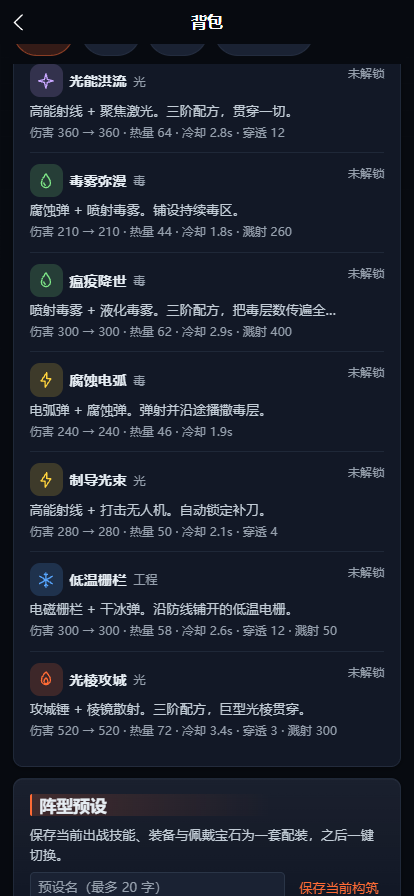 背包
光能洪流 光 未解锁
高能射线 + 聚焦激光。三阶配方，贯穿一切。
伤害 360 → 360 · 热量 64 · 冷却 2.8s · 穿透 12
毒雾弥漫 毒 未解锁
腐蚀弹 + 喷射毒雾。铺设持续毒区。
伤害 210 → 210 · 热量 44 · 冷却 1.8s · 溅射 260
瘟疫降世 毒 未解锁
喷射毒雾 + 液化毒雾。三阶配方，把毒层数传遍全...
伤害 300 → 300 · 热量 62 · 冷却 2.9s · 溅射 400
腐蚀电弧 毒 未解锁
电弧弹 + 腐蚀弹。弹射并沿途播撒毒层。
伤害 240 → 240 · 热量 46 · 冷却 1.9s
制导光束 光 未解锁
高能射线 + 打击无人机。自动锁定补刀。
伤害 280 → 280 · 热量 50 · 冷却 2.1s · 穿透 4
低温栅栏 工程 未解锁
电磁栅栏 + 干冰弹。沿防线铺开的低温电栅。
伤害 300 → 300 · 热量 58 · 冷却 2.6s · 穿透 12 · 溅射 50
光棱攻城 光 未解锁
攻城锤 + 棱镜散射。三阶配方，巨型光棱贯穿。
伤害 520 → 520 · 热量 72 · 冷却 3.4s · 穿透 3 · 溅射 300
阵型预设
保存当前出战技能、装备与佩戴宝石为一套配装，之后一键
切换。
预设名（最多 20 字） 保存当前构筑